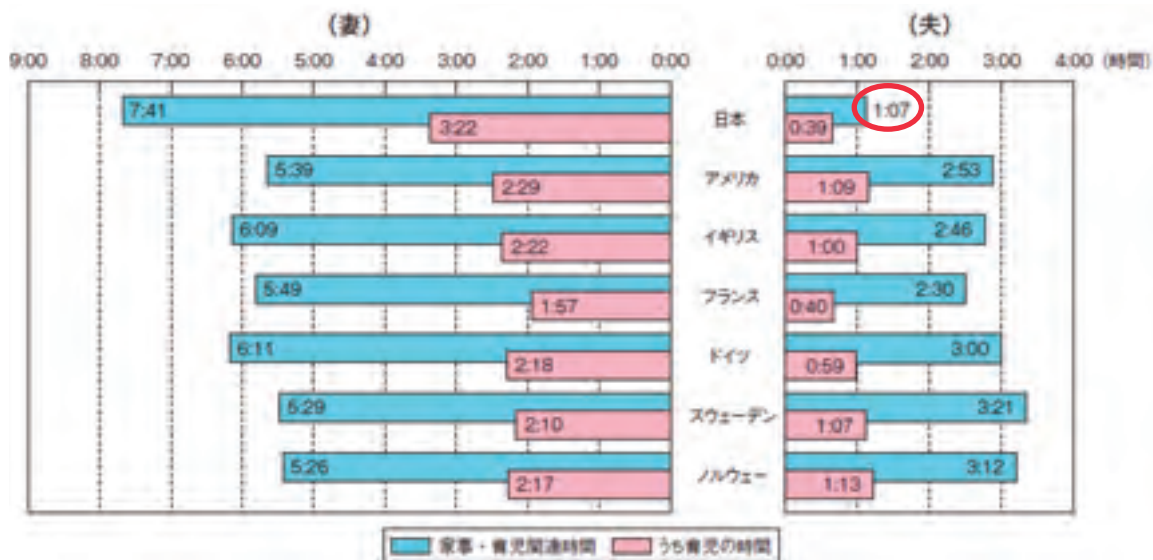 (妻) (夫)
9:00 8:00 7:00 6:00 5:00 4:00 3:00 2:00 1:00 0:00 0:00 1:00 2:00 3:00 4:00 (時間)
7:41 日本 1:07
3:22 0:39
5:39 アメリカ 2:53
2:29 1:09
6:09 イギリス 2:46
2:22 1:00
5:49 フランス 2:30
1:57 0:40
6:11 ドイツ 3:00
2:18 0:59
5:29 スウェーデン 3:21
2:10 1:07
5:26 ノルウェー 3:12
2:17 1:13
家事・育児関連時間 うち育児の時間